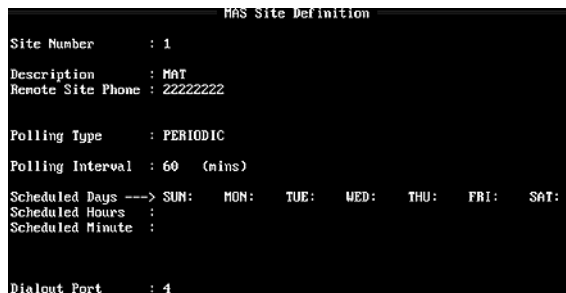 MAS Site Definition
Site Number : 1
Description : MAT
Remote Site Phone : 22222222
Polling Type : PERIODIC
Polling Interval : 60 (mins)
Scheduled Days ---> SUN: MON: TUE: WED: THU: FRI: SAT:
Scheduled Hours :
Scheduled Minute :
Dialout Port : 4